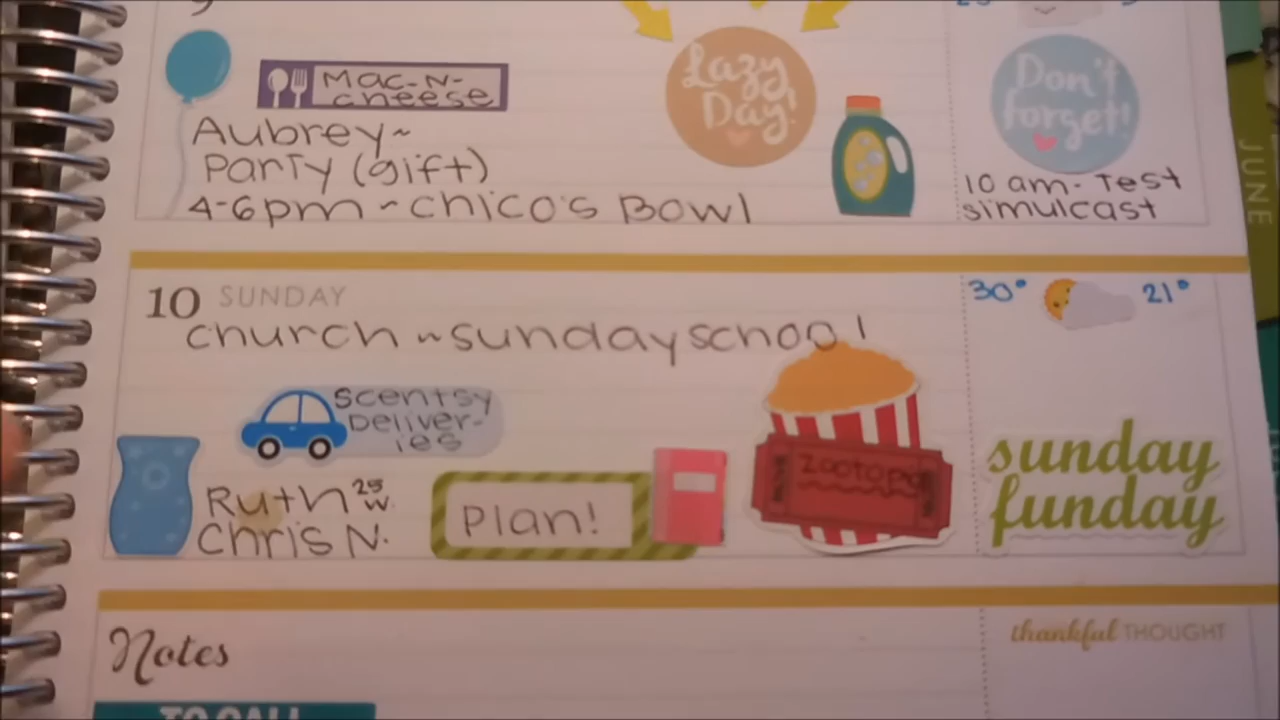 Lazy
Day!
Don't
forget!
Mac-N-
cheese
Aubrey~
Party (gift)
4-6pm ~ Chico's Bowl
10 am - Test
simulcast
JUNE
10 SUNDAY
30° 21°
church ~ sunday school
Scentsy
Deliver-
ies
Ruth 25 W.
Chris N.
Plan!
zootopia
sunday
funday
Notes
thankful THOUGHT
TO CALL